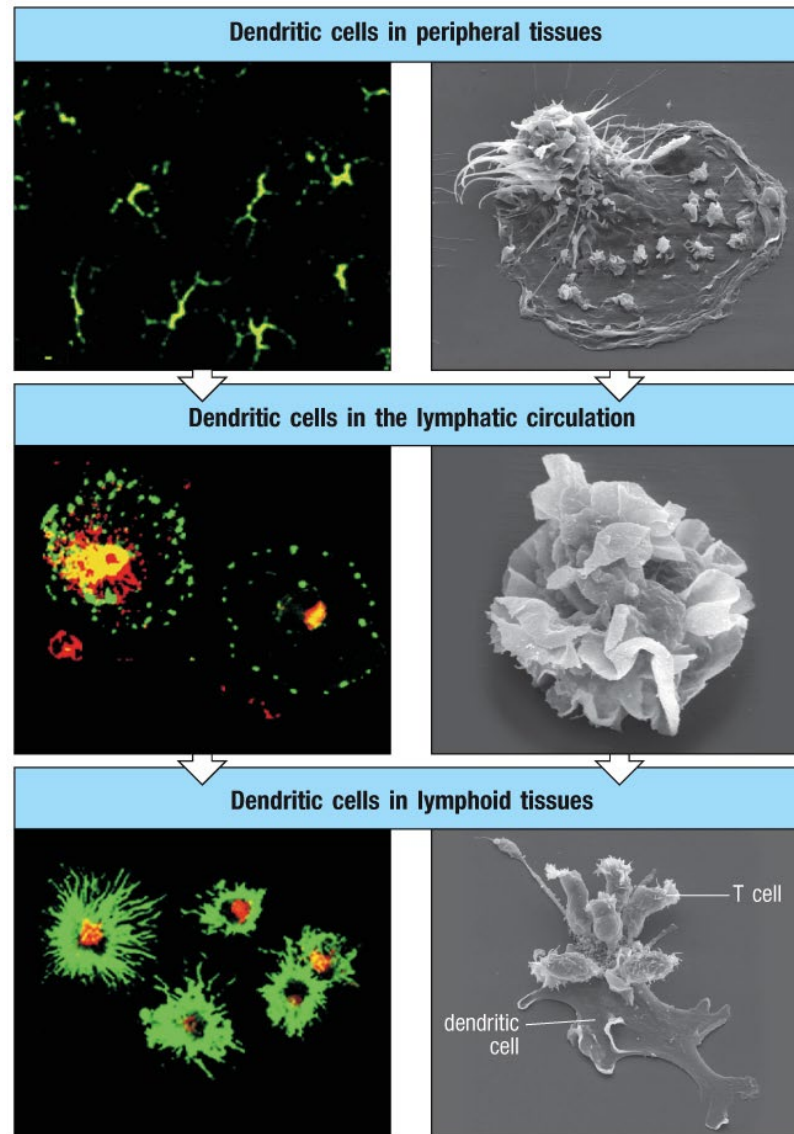 Dendritic cells in peripheral tissues
Dendritic cells in the lymphatic circulation
Dendritic cells in lymphoid tissues
T cell
dendritic
cell